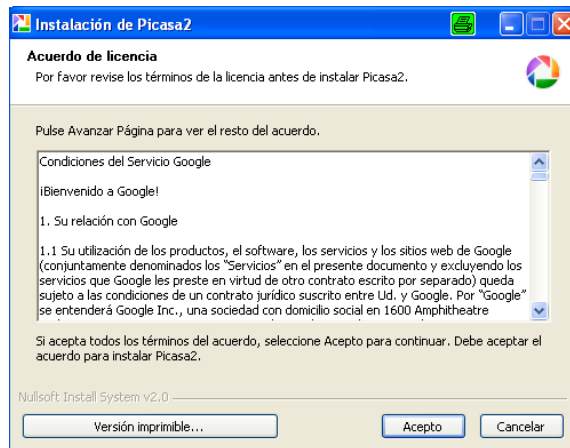 Instalación de Picasa2
Acuerdo de licencia
Por favor revise los términos de la licencia antes de instalar Picasa2.
Pulse Avanzar Página para ver el resto del acuerdo.
Condiciones del Servicio Google
¡Bienvenido a Google!
1. Su relación con Google
1.1 Su utilización de los productos, el software, los servicios y los sitios web de Google
(conjuntamente denominados los "Servicios" en el presente documento y excluyendo los
servicios que Google les preste en virtud de otro contrato escrito por separado) queda
sujeto a las condiciones de un contrato jurídico suscrito entre Ud. y Google. Por "Google"
se entenderá Google Inc., una sociedad con domicilio social en 1600 Amphitheatre
Si acepta todos los términos del acuerdo, seleccione Acepto para continuar. Debe aceptar el
acuerdo para instalar Picasa2.
Nullsoft Install System v2.0
Versión imprimible...
Acepto
Cancelar